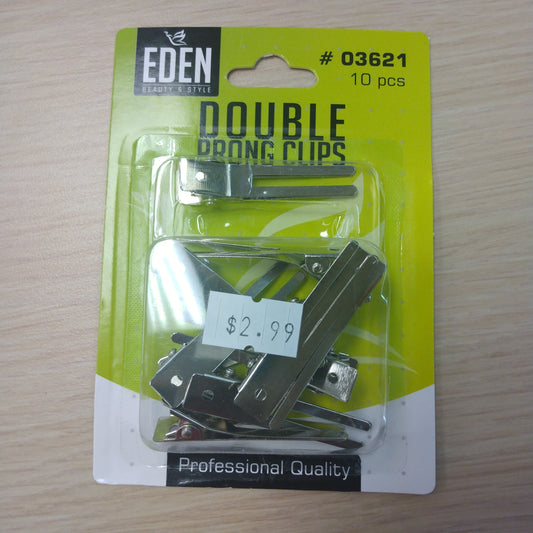 EDEN
BEAUTY & STYLE
# 03621
10 pcs
DOUBLE
PRONG CLIPS
$2.99
Professional Quality